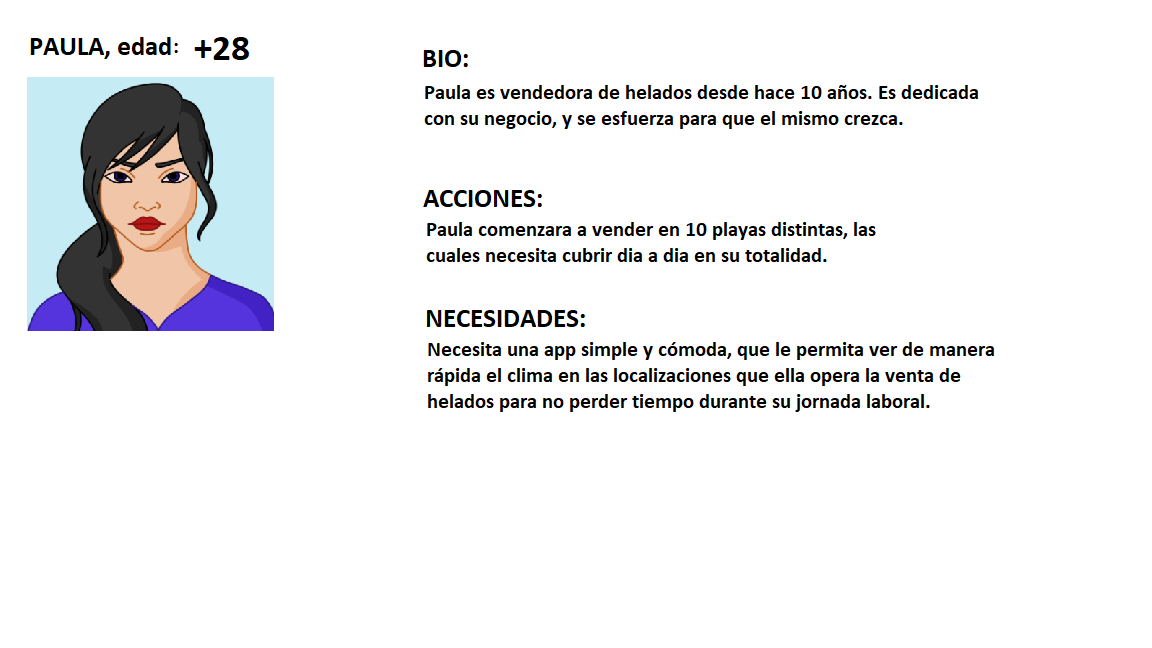 PAULA, edad: +28
BIO:
Paula es vendedora de helados desde hace 10 años. Es dedicada
con su negocio, y se esfuerza para que el mismo crezca.
ACCIONES:
Paula comenzara a vender en 10 playas distintas, las
cuales necesita cubrir dia a dia en su totalidad.
NECESIDADES:
Necesita una app simple y cómoda, que le permita ver de manera
rápida el clima en las localizaciones que ella opera la venta de
helados para no perder tiempo durante su jornada laboral.